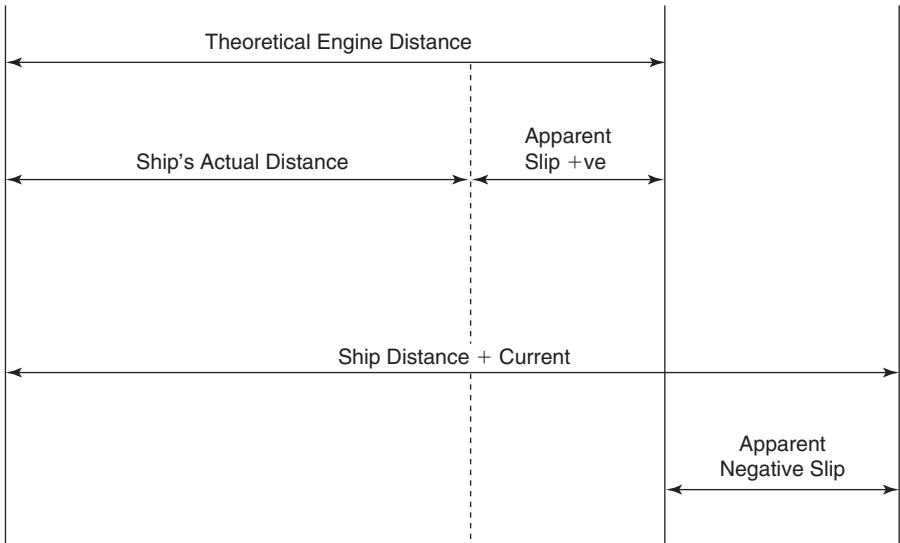 Theoretical Engine Distance
Apparent
Slip +ve
Ship's Actual Distance
Ship Distance + Current
Apparent
Negative Slip